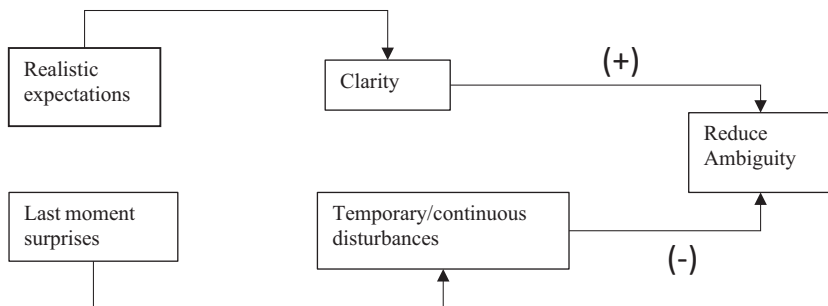 Realistic
expectations
Clarity
(+)
Reduce
Ambiguity
Last moment
surprises
Temporary/continuous
disturbances
(-)